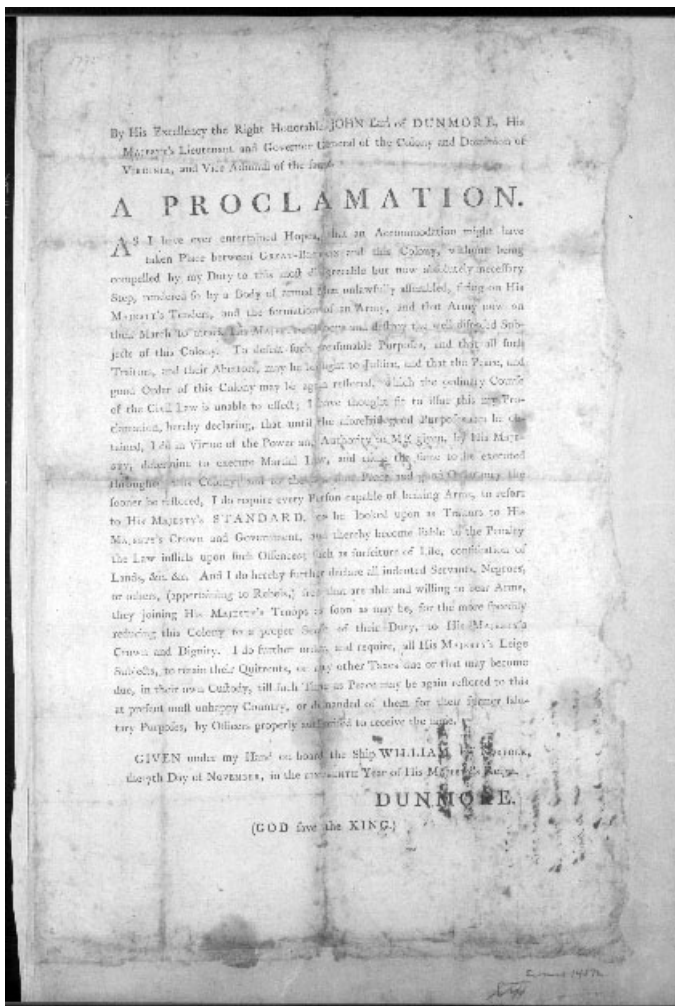 1775
By His Excellency the Right Honorable JOHN Earl of DUNMORE, His
MAJESTY's Lieutenant and Governor General of the Colony and Dominion of
VIRGINIA, and Vice Admiral of the same.
A PROCLAMATION.
AS I have ever entertained Hopes, that an Accommodation might have
taken Place between GREAT-BRITAIN and this Colony, without being
compelled by my Duty to this most disagreeable but now absolutely necessary
Step, rendered so by a Body of armed Men unlawfully assembled, firing on His
MAJESTY's Tenders, and the formation of an Army, and that Army now on
their March to attack His MAJESTY's Troops and destroy the well disposed Sub-
jects of this Colony. To defeat such treasonable Purposes, and that all such
Traitors, and their Abettors, may be brought to Justice, and that the Peace, and
good Order of this Colony may be again restored, which the ordinary Course
of the Civil Law is unable to effect; I have thought fit to issue this my Pro-
clamation, hereby declaring, that until the aforesaid good Purposes can be ob-
tained, I do in Virtue of the Power and Authority to ME given, by His MAJE-
STY, determine to execute Martial Law, and cause the same to be executed
throughout this Colony: and to the end that Peace and good Order may the
sooner be restored, I do require every Person capable of bearing Arms, to resort
to His MAJESTY's STANDARD, or be looked upon as Traitors to His
MAJESTY's Crown and Government, and thereby become liable to the Penalty
the Law inflicts upon such Offences; such as forfeiture of Life, confiscation of
Lands, &c. &c. And I do hereby further declare all indented Servants, Negroes,
or others, (appertaining to Rebels,) free that are able and willing to bear Arms,
they joining His MAJESTY's Troops as soon as may be, for the more speedily
reducing this Colony to a proper Sense of their Duty, to His MAJESTY's
Crown and Dignity. I do further order, and require, all His MAJESTY's Leige
Subjects, to retain their Quitrents, or any other Taxes due or that may become
due, in their own Custody, till such Time as Peace may be again restored to this
at present most unhappy Country, or demanded of them for their former salu-
tary Purposes, by Officers properly authorised to receive the same.
GIVEN under my Hand on board the Ship WILLIAM, by NORFOLK,
the 7th Day of NOVEMBER, in the SIXTEENTH Year of His MAJESTY's Reign.
DUNMORE.
(GOD save the KING.)